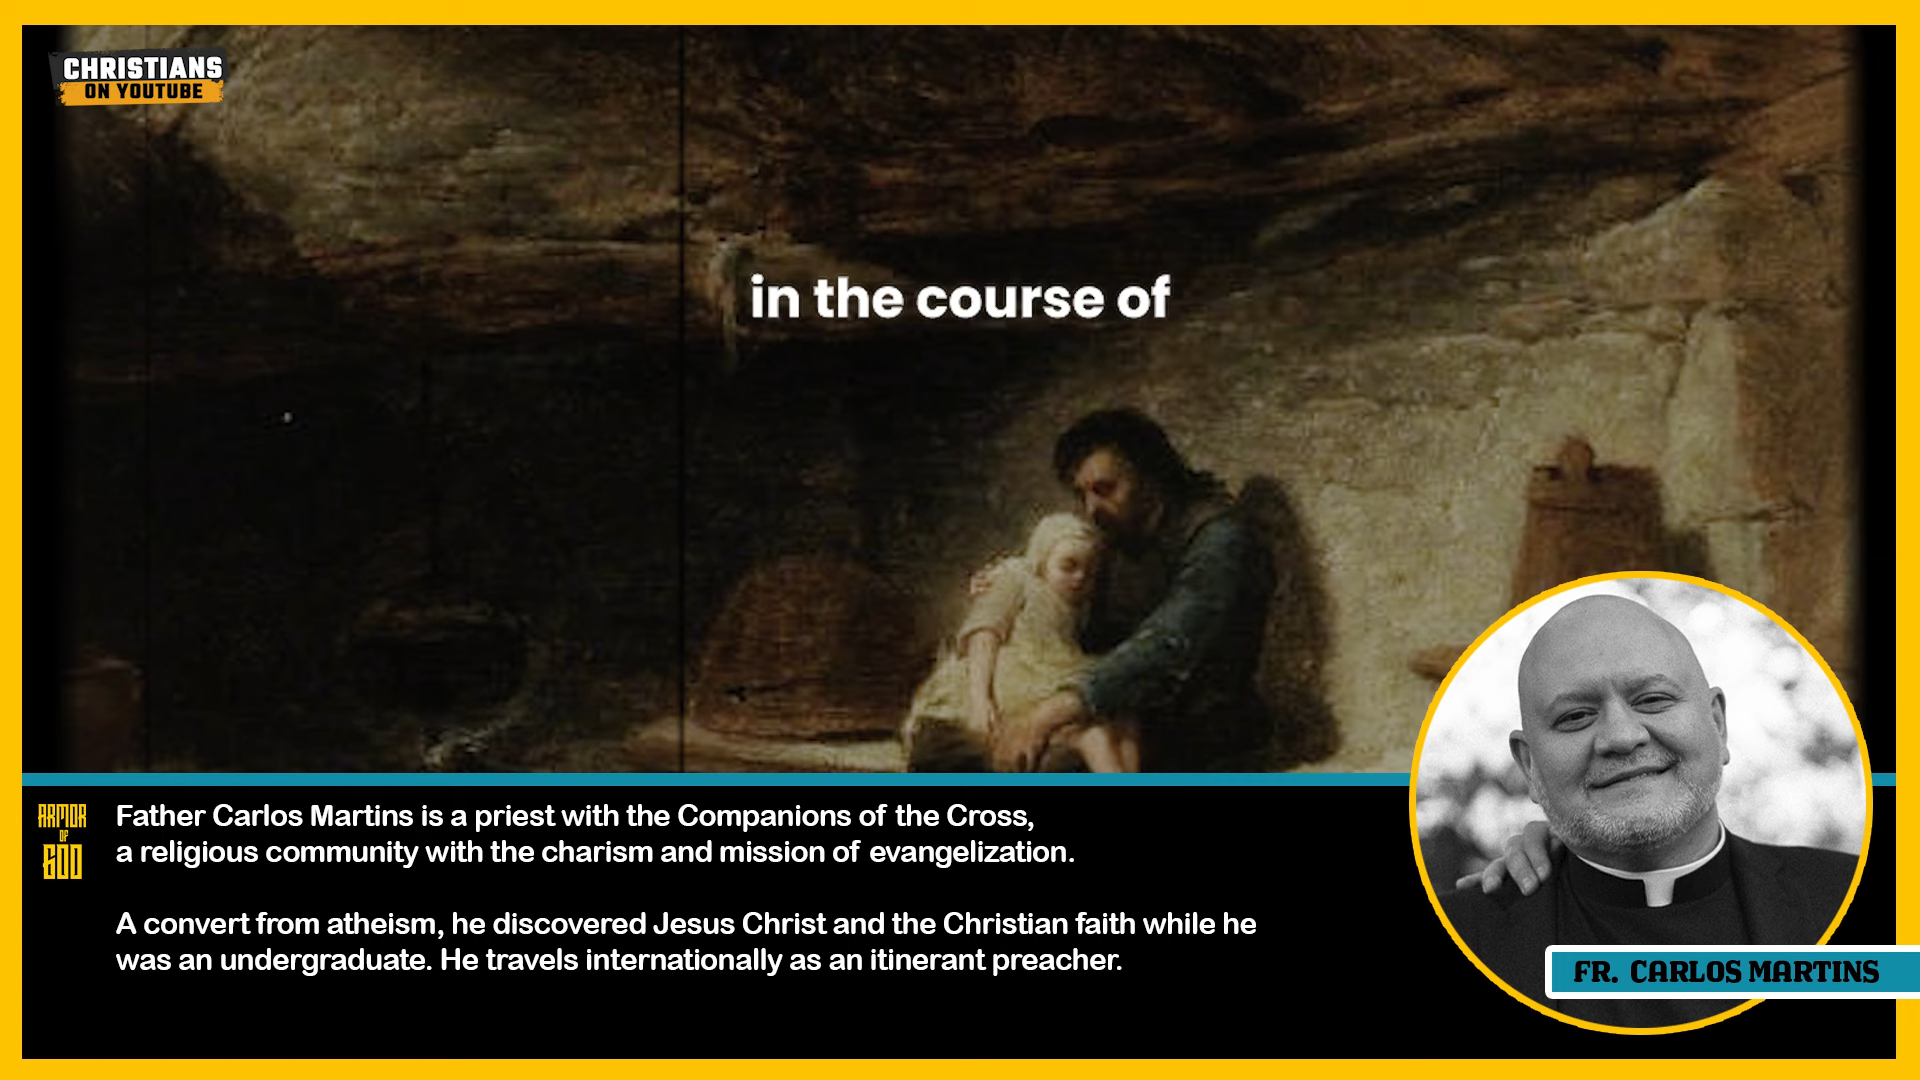 CHRISTIANS
ON YOUTUBE
in the course of
ARMOR
OF
GOD
Father Carlos Martins is a priest with the Companions of the Cross,
a religious community with the charism and mission of evangelization.
A convert from atheism, he discovered Jesus Christ and the Christian faith while he
was an undergraduate. He travels internationally as an itinerant preacher.
FR. CARLOS MARTINS